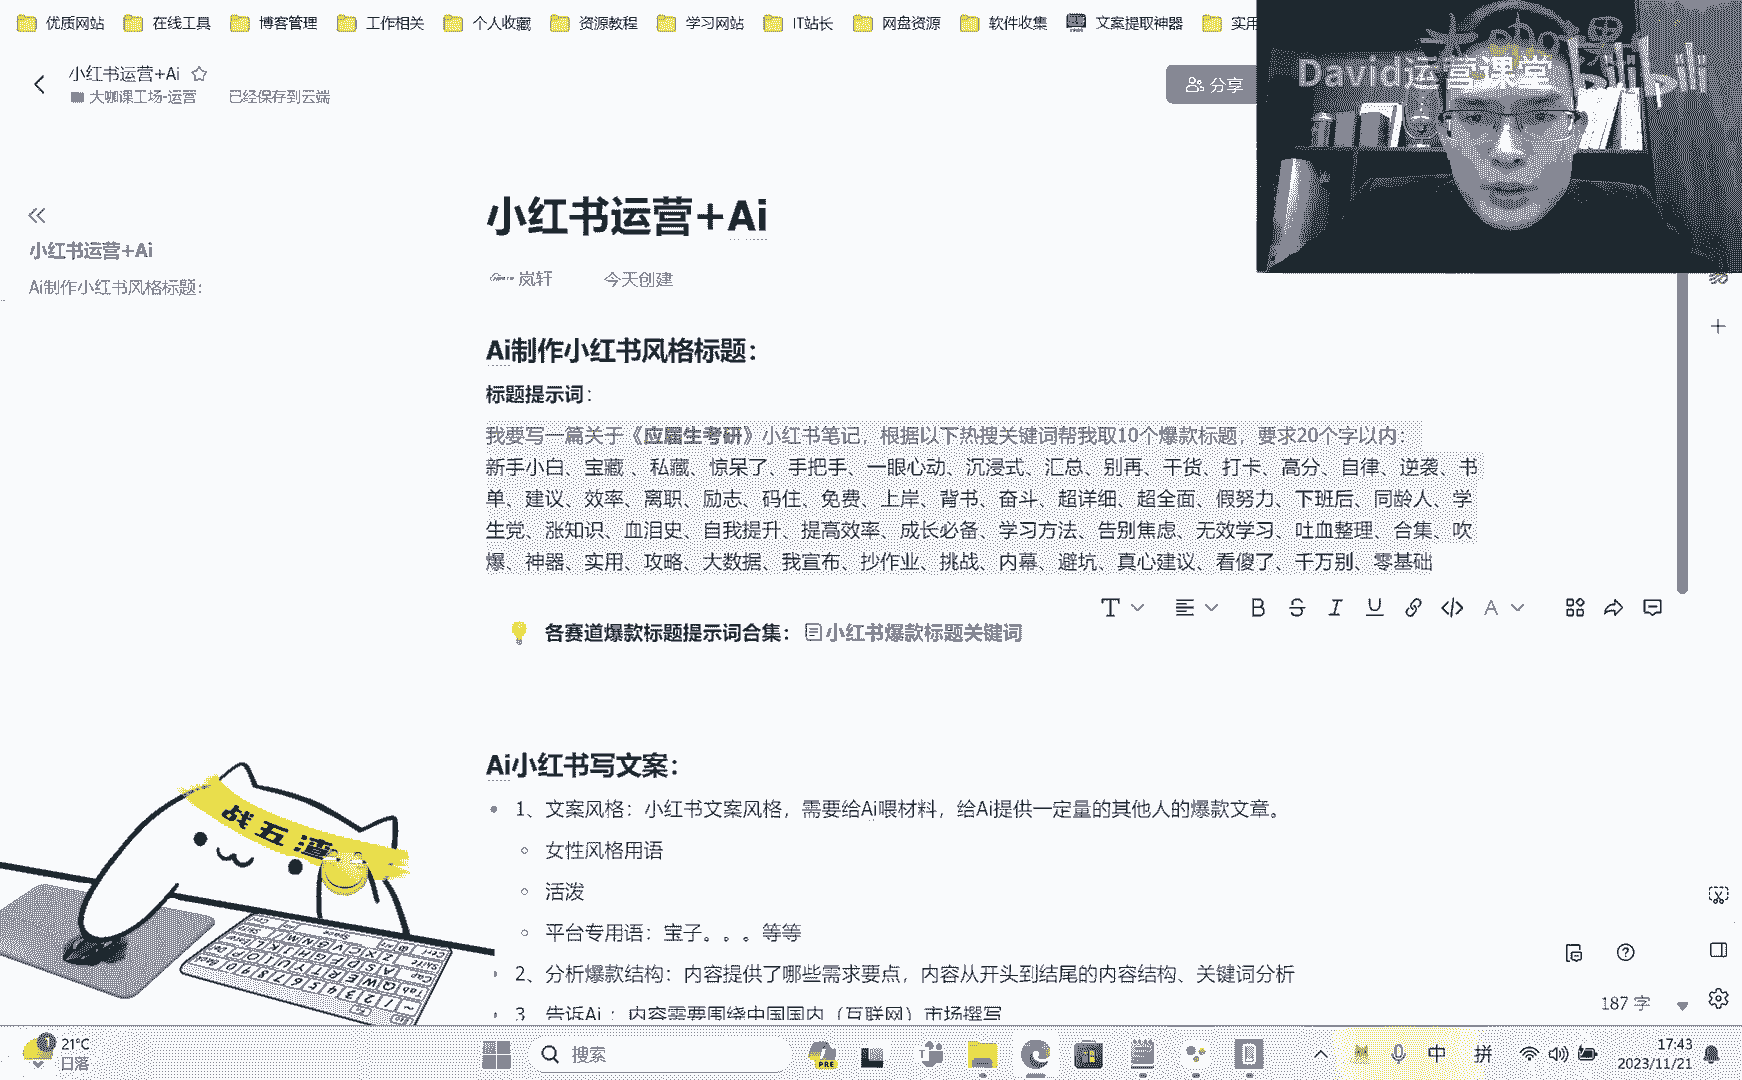 优质网站 在线工具 博客管理 工作相关 个人收藏 资源教程 学习网站 IT站长 网盘资源 软件收集 文案提取神器 实用
David运营课堂 bilibili
小红书运营+Ai
大咖课工场-运营 已经保存到云端
分享
小红书运营+Ai
Ai制作小红书风格标题：
小红书运营+Ai
岚轩 今天创建
Ai制作小红书风格标题：
标题提示词：
我要写一篇关于《应届生考研》小红书笔记，根据以下热搜关键词帮我取10个爆款标题，要求20个字以内：
新手小白、宝藏 、私藏、惊呆了、手把手、一眼心动、沉浸式、汇总、别再、干货、打卡、高分、自律、逆袭、书
单、建议、效率、离职、励志、码住、免费、上岸、背书、奋斗、超详细、超全面、假努力、下班后、同龄人、学
生党、涨知识、血泪史、自我提升、提高效率、成长必备、学习方法、告别焦虑、无效学习、吐血整理、合集、吹
爆、神器、实用、攻略、大数据、我宣布、抄作业、挑战、内幕、避坑、真心建议、看傻了、千万别、零基础
各赛道爆款标题提示词合集： 小红书爆款标题关键词
Ai小红书写文案：
1、文案风格：小红书文案风格，需要给Ai喂材料，给Ai提供一定量的其他人的爆款文章。
女性风格用语
活泼
平台专用语：宝子。。。等等
2、分析爆款结构：内容提供了哪些需求要点，内容从开头到结尾的内容结构、关键词分析
3、告诉Ai ：内容需要围绕中国国内（互联网）市场撰写
战五渣
187 字
21°C
日落
搜索
PRE
中 拼
17:43
2023/11/21